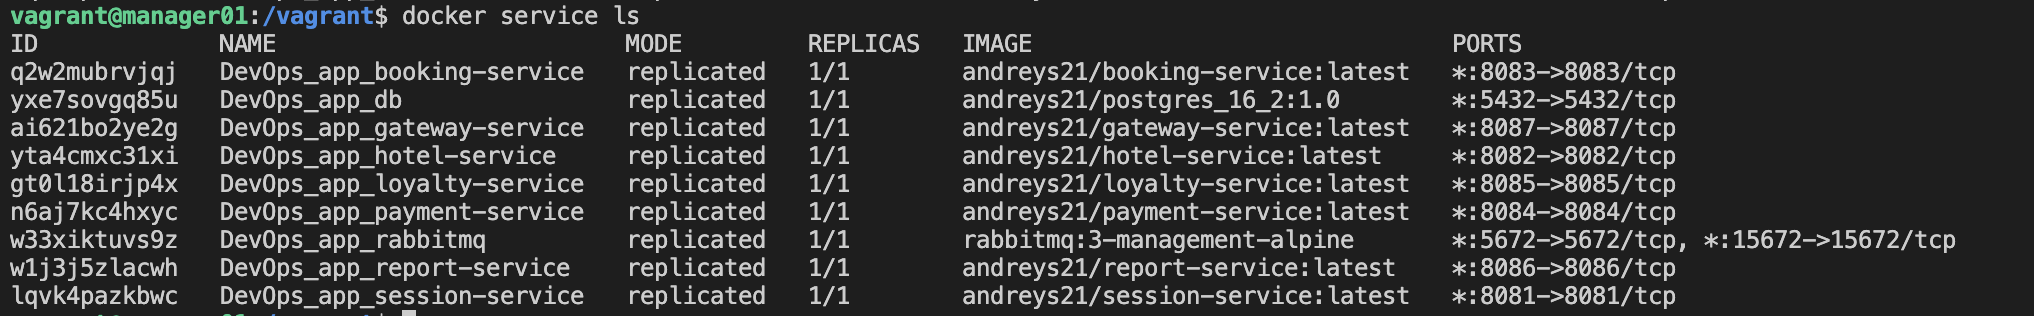 vagrant@manager01:/vagrant$ docker service ls
ID NAME MODE REPLICAS IMAGE PORTS
q2w2mubrvjqj DevOps_app_booking-service replicated 1/1 andreys21/booking-service:latest *:8083->8083/tcp
yxe7sovgq85u DevOps_app_db replicated 1/1 andreys21/postgres_16_2:1.0 *:5432->5432/tcp
ai621bo2ye2g DevOps_app_gateway-service replicated 1/1 andreys21/gateway-service:latest *:8087->8087/tcp
yta4cmxc31xi DevOps_app_hotel-service replicated 1/1 andreys21/hotel-service:latest *:8082->8082/tcp
gt0l18irjp4x DevOps_app_loyalty-service replicated 1/1 andreys21/loyalty-service:latest *:8085->8085/tcp
n6aj7kc4hxyc DevOps_app_payment-service replicated 1/1 andreys21/payment-service:latest *:8084->8084/tcp
w33xiktuvs9z DevOps_app_rabbitmq replicated 1/1 rabbitmq:3-management-alpine *:5672->5672/tcp, *:15672->15672/tcp
w1j3j5zlacwh DevOps_app_report-service replicated 1/1 andreys21/report-service:latest *:8086->8086/tcp
lqvk4pazkbwc DevOps_app_session-service replicated 1/1 andreys21/session-service:latest *:8081->8081/tcp